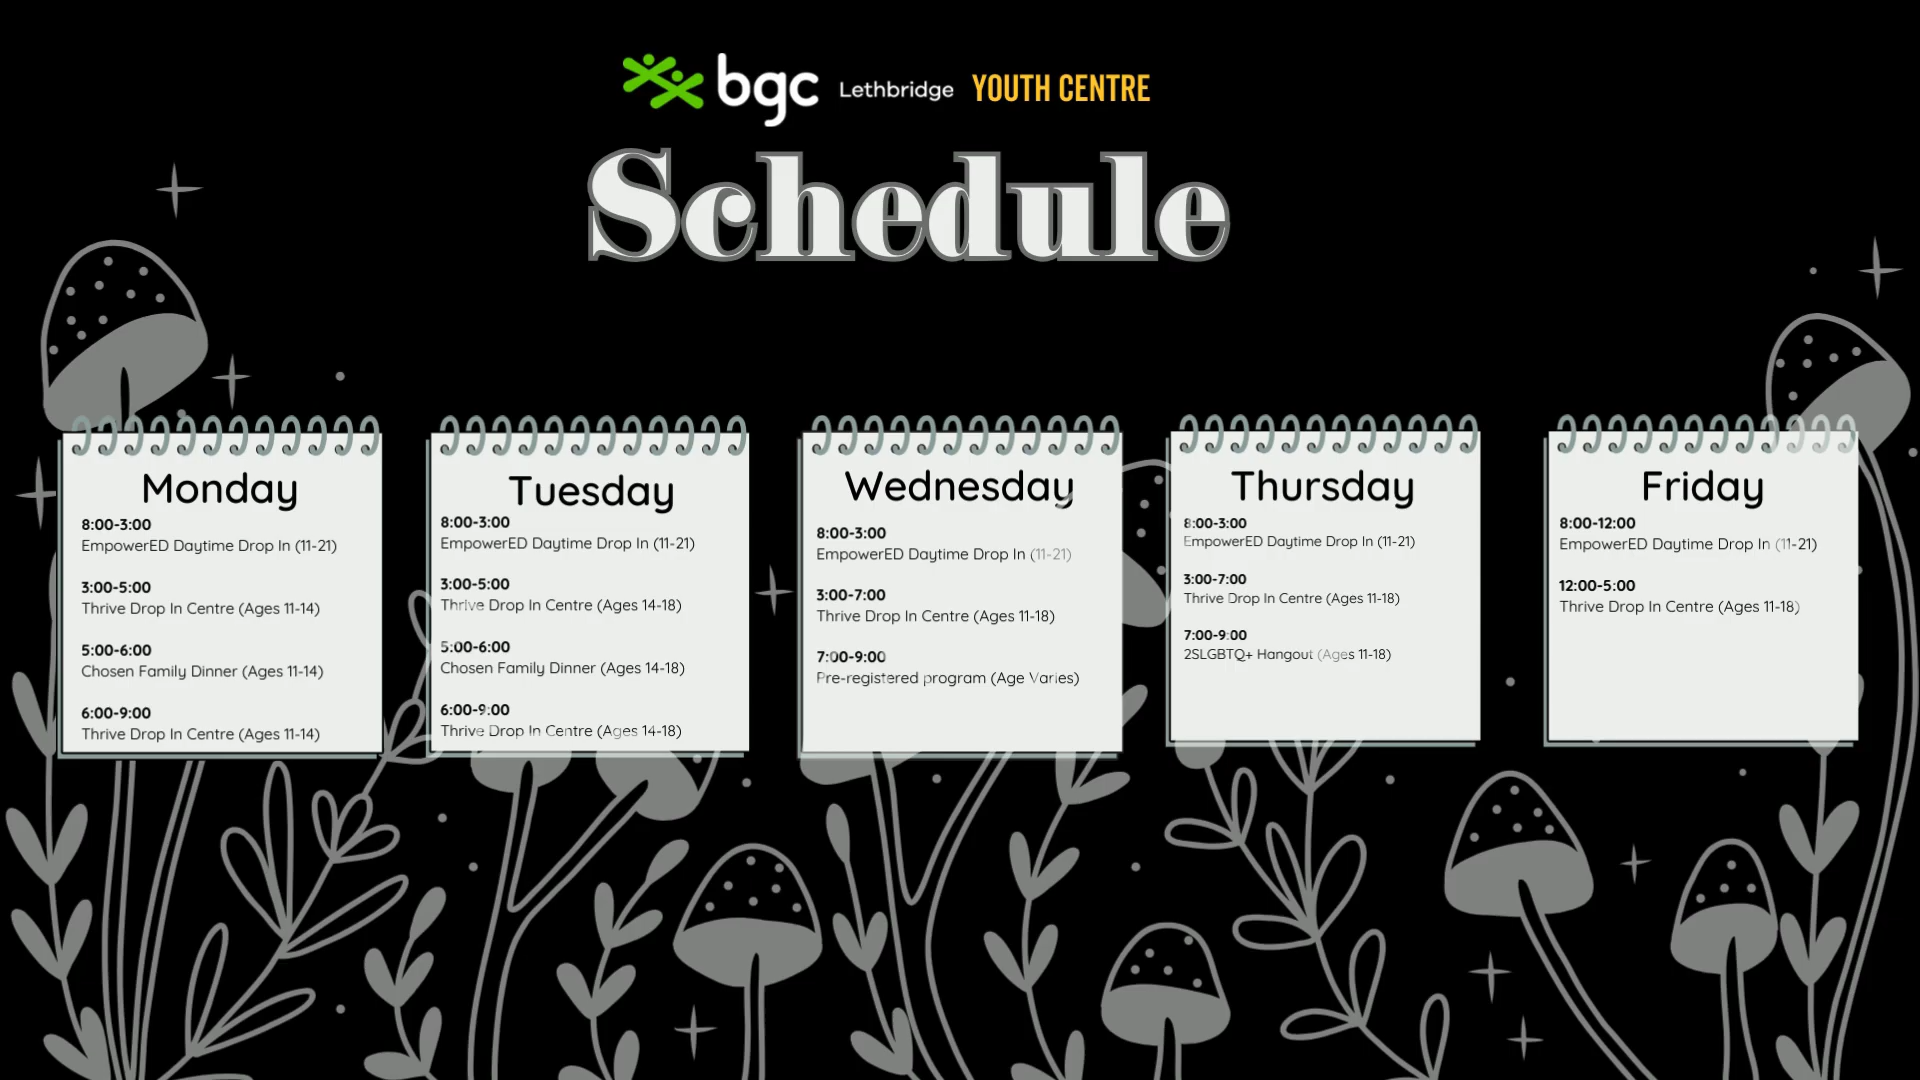 bgc Lethbridge YOUTH CENTRE
Schedule
Monday
8:00-3:00
EmpowerED Daytime Drop In (11-21)
3:00-5:00
Thrive Drop In Centre (Ages 11-14)
5:00-6:00
Chosen Family Dinner (Ages 11-14)
6:00-9:00
Thrive Drop In Centre (Ages 11-14)
Tuesday
8:00-3:00
EmpowerED Daytime Drop In (11-21)
3:00-5:00
Thrive Drop In Centre (Ages 14-18)
5:00-6:00
Chosen Family Dinner (Ages 14-18)
6:00-9:00
Thrive Drop In Centre (Ages 14-18)
Wednesday
8:00-3:00
EmpowerED Daytime Drop In (11-21)
3:00-7:00
Thrive Drop In Centre (Ages 11-18)
7:00-9:00
Pre-registered program (Age Varies)
Thursday
8:00-3:00
EmpowerED Daytime Drop In (11-21)
3:00-7:00
Thrive Drop In Centre (Ages 11-18)
7:00-9:00
2SLGBTQ+ Hangout (Ages 11-18)
Friday
8:00-12:00
EmpowerED Daytime Drop In (11-21)
12:00-5:00
Thrive Drop In Centre (Ages 11-18)